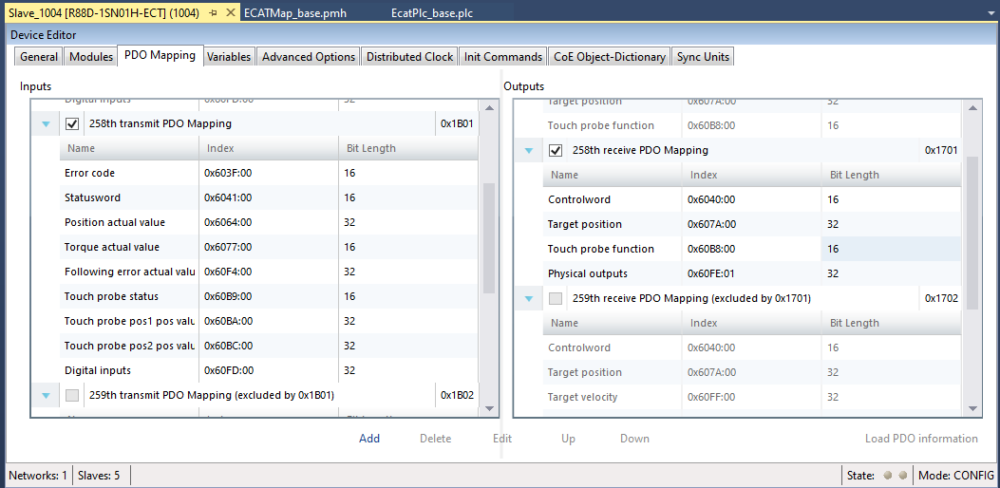 Slave_1004 [R88D-1SN01H-ECT] (1004) ECATMap_base.pmh EcatPlc_base.plc
Device Editor
General Modules PDO Mapping Variables Advanced Options Distributed Clock Init Commands CoE Object-Dictionary Sync Units
Inputs
Digital inputs 0x60FD:00 32
258th transmit PDO Mapping 0x1B01
Name Index Bit Length
Error code 0x603F:00 16
Statusword 0x6041:00 16
Position actual value 0x6064:00 32
Torque actual value 0x6077:00 16
Following error actual valu 0x60F4:00 32
Touch probe status 0x60B9:00 16
Touch probe pos1 pos valu 0x60BA:00 32
Touch probe pos2 pos valu 0x60BC:00 32
Digital inputs 0x60FD:00 32
259th transmit PDO Mapping (excluded by 0x1B01) 0x1B02
Outputs
Target position 0x607A:00 32
Touch probe function 0x60B8:00 16
258th receive PDO Mapping 0x1701
Name Index Bit Length
Controlword 0x6040:00 16
Target position 0x607A:00 32
Touch probe function 0x60B8:00 16
Physical outputs 0x60FE:01 32
259th receive PDO Mapping (excluded by 0x1701) 0x1702
Name Index Bit Length
Controlword 0x6040:00 16
Target position 0x607A:00 32
Target velocity 0x60FF:00 32
Add Delete Edit Up Down Load PDO information
Networks: 1 Slaves: 5 State: Mode: CONFIG